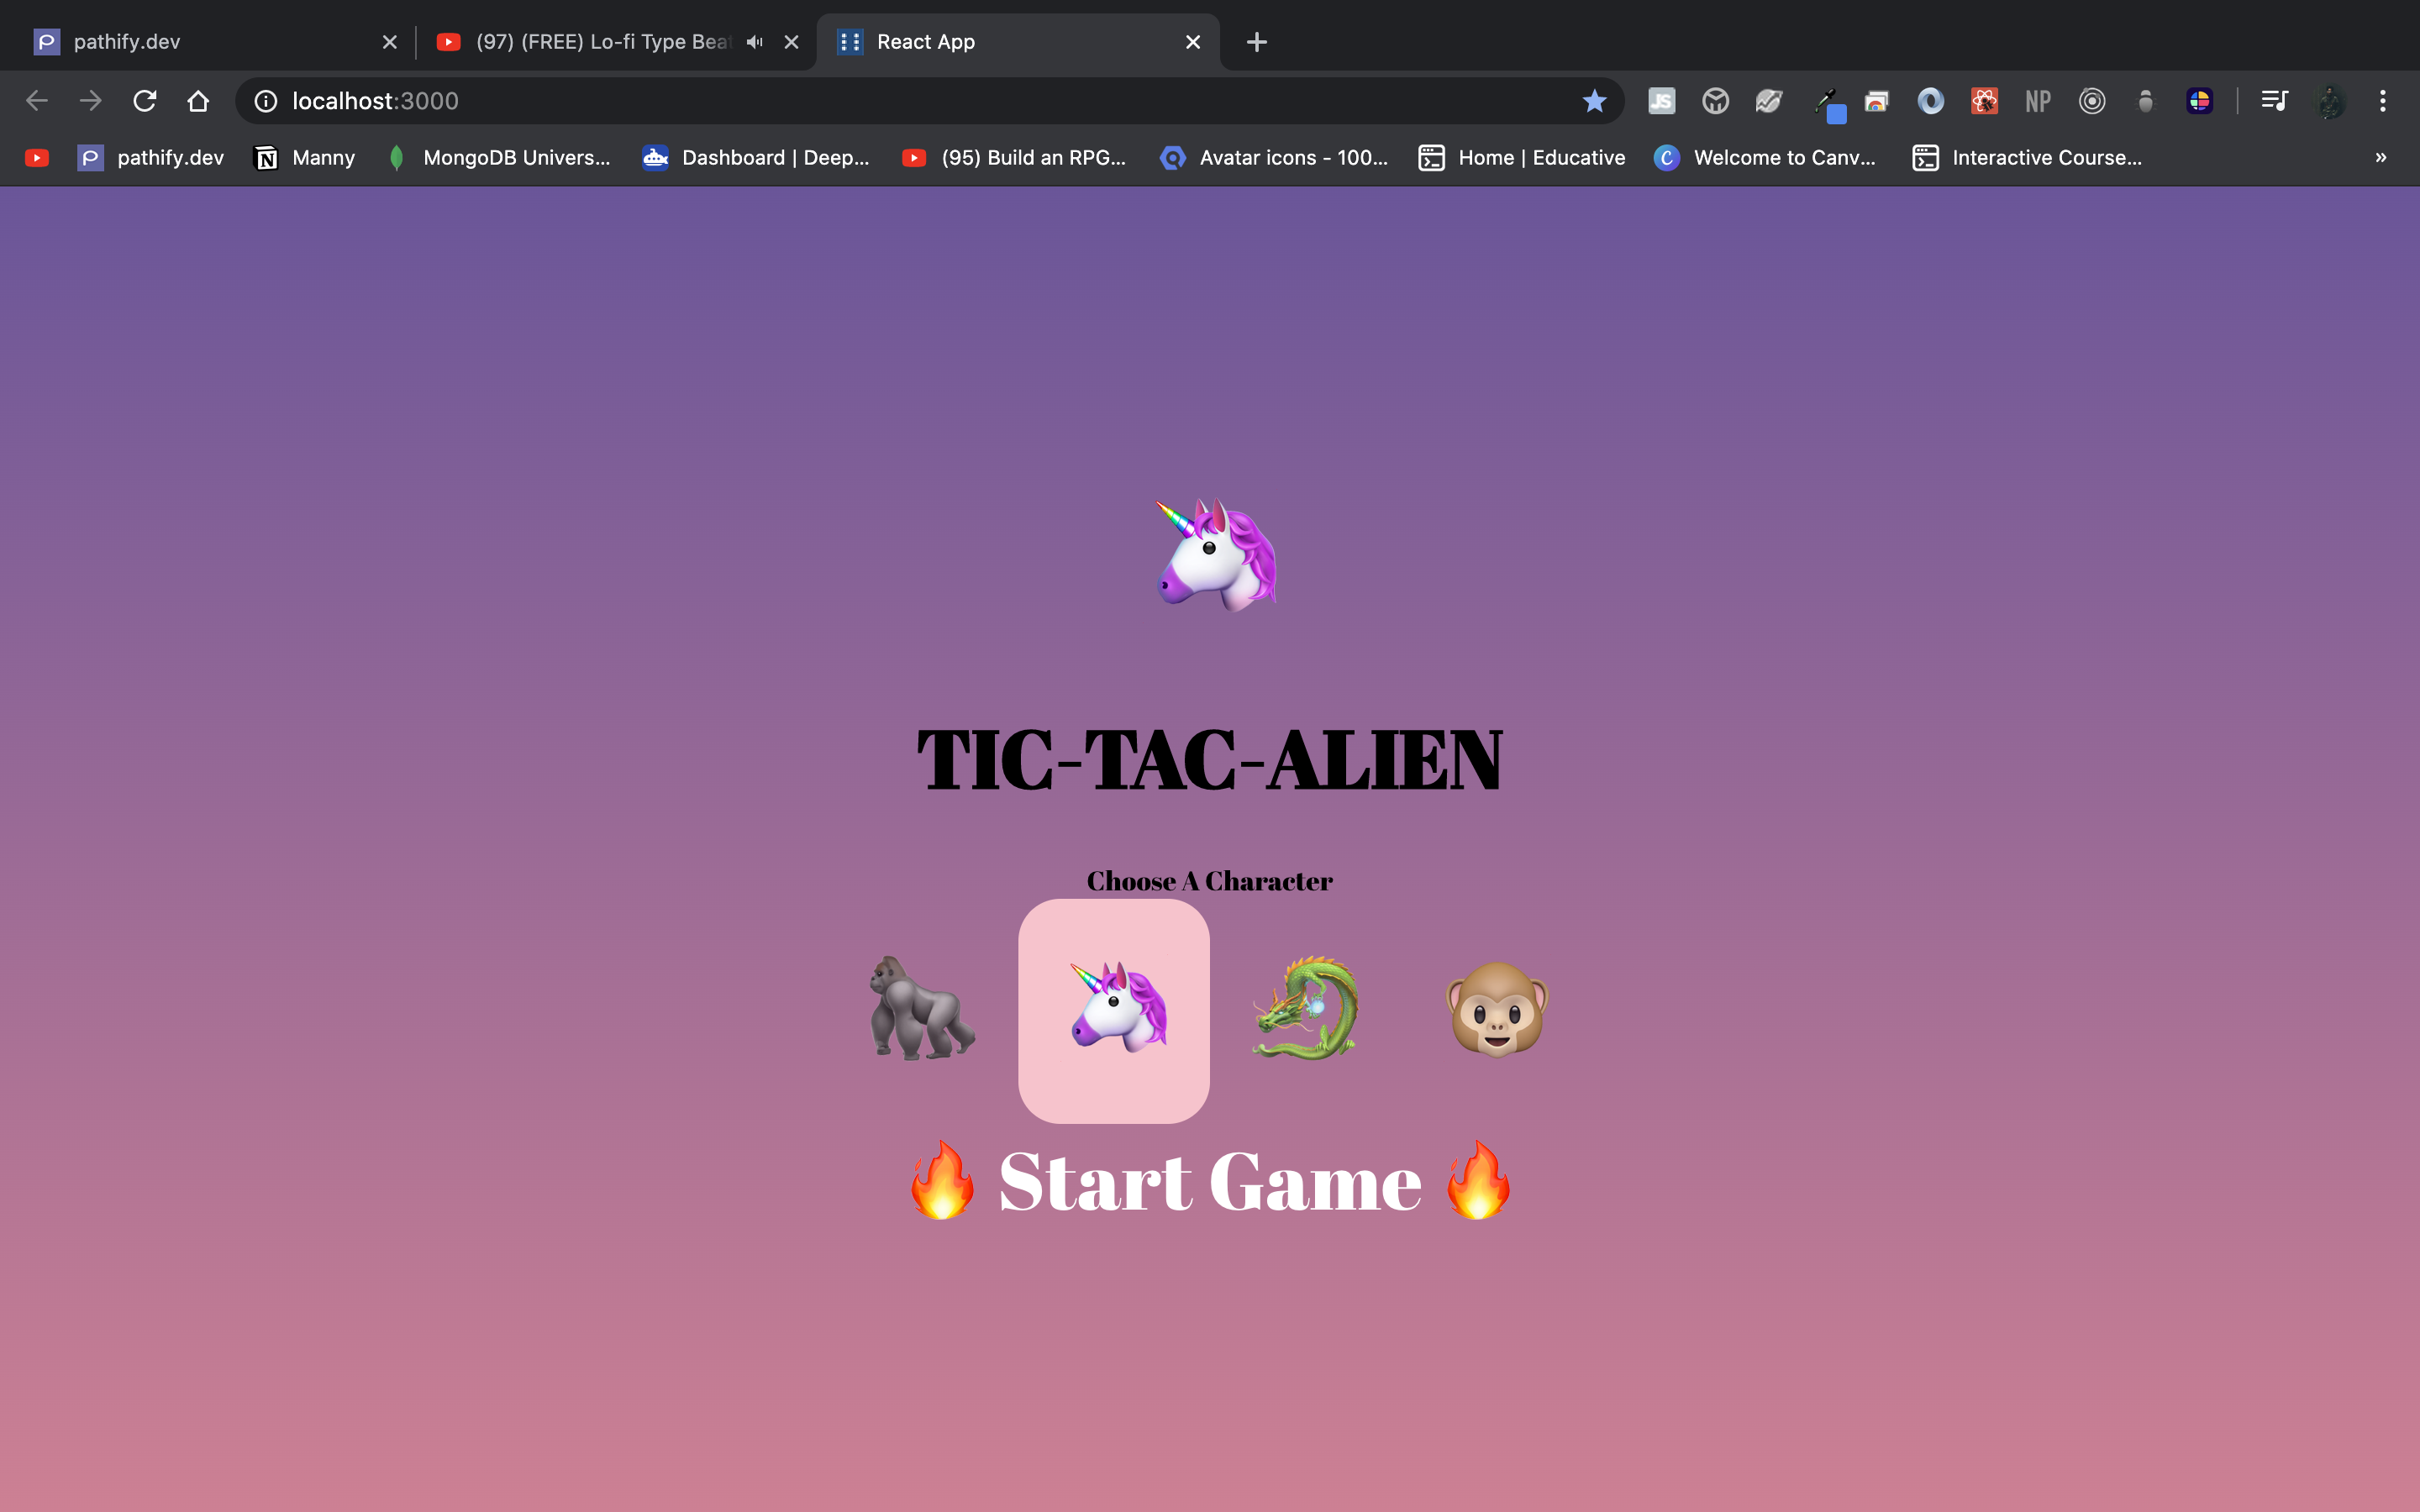 pathify.dev
(97) (FREE) Lo-fi Type Beat
React App
localhost:3000
JS
NP
pathify.dev
Manny
MongoDB Univers...
Dashboard | Deep...
(95) Build an RPG...
Avatar icons - 100...
Home | Educative
Welcome to Canv...
Interactive Course...
»
TIC-TAC-ALIEN
Choose A Character
🔥 Start Game 🔥